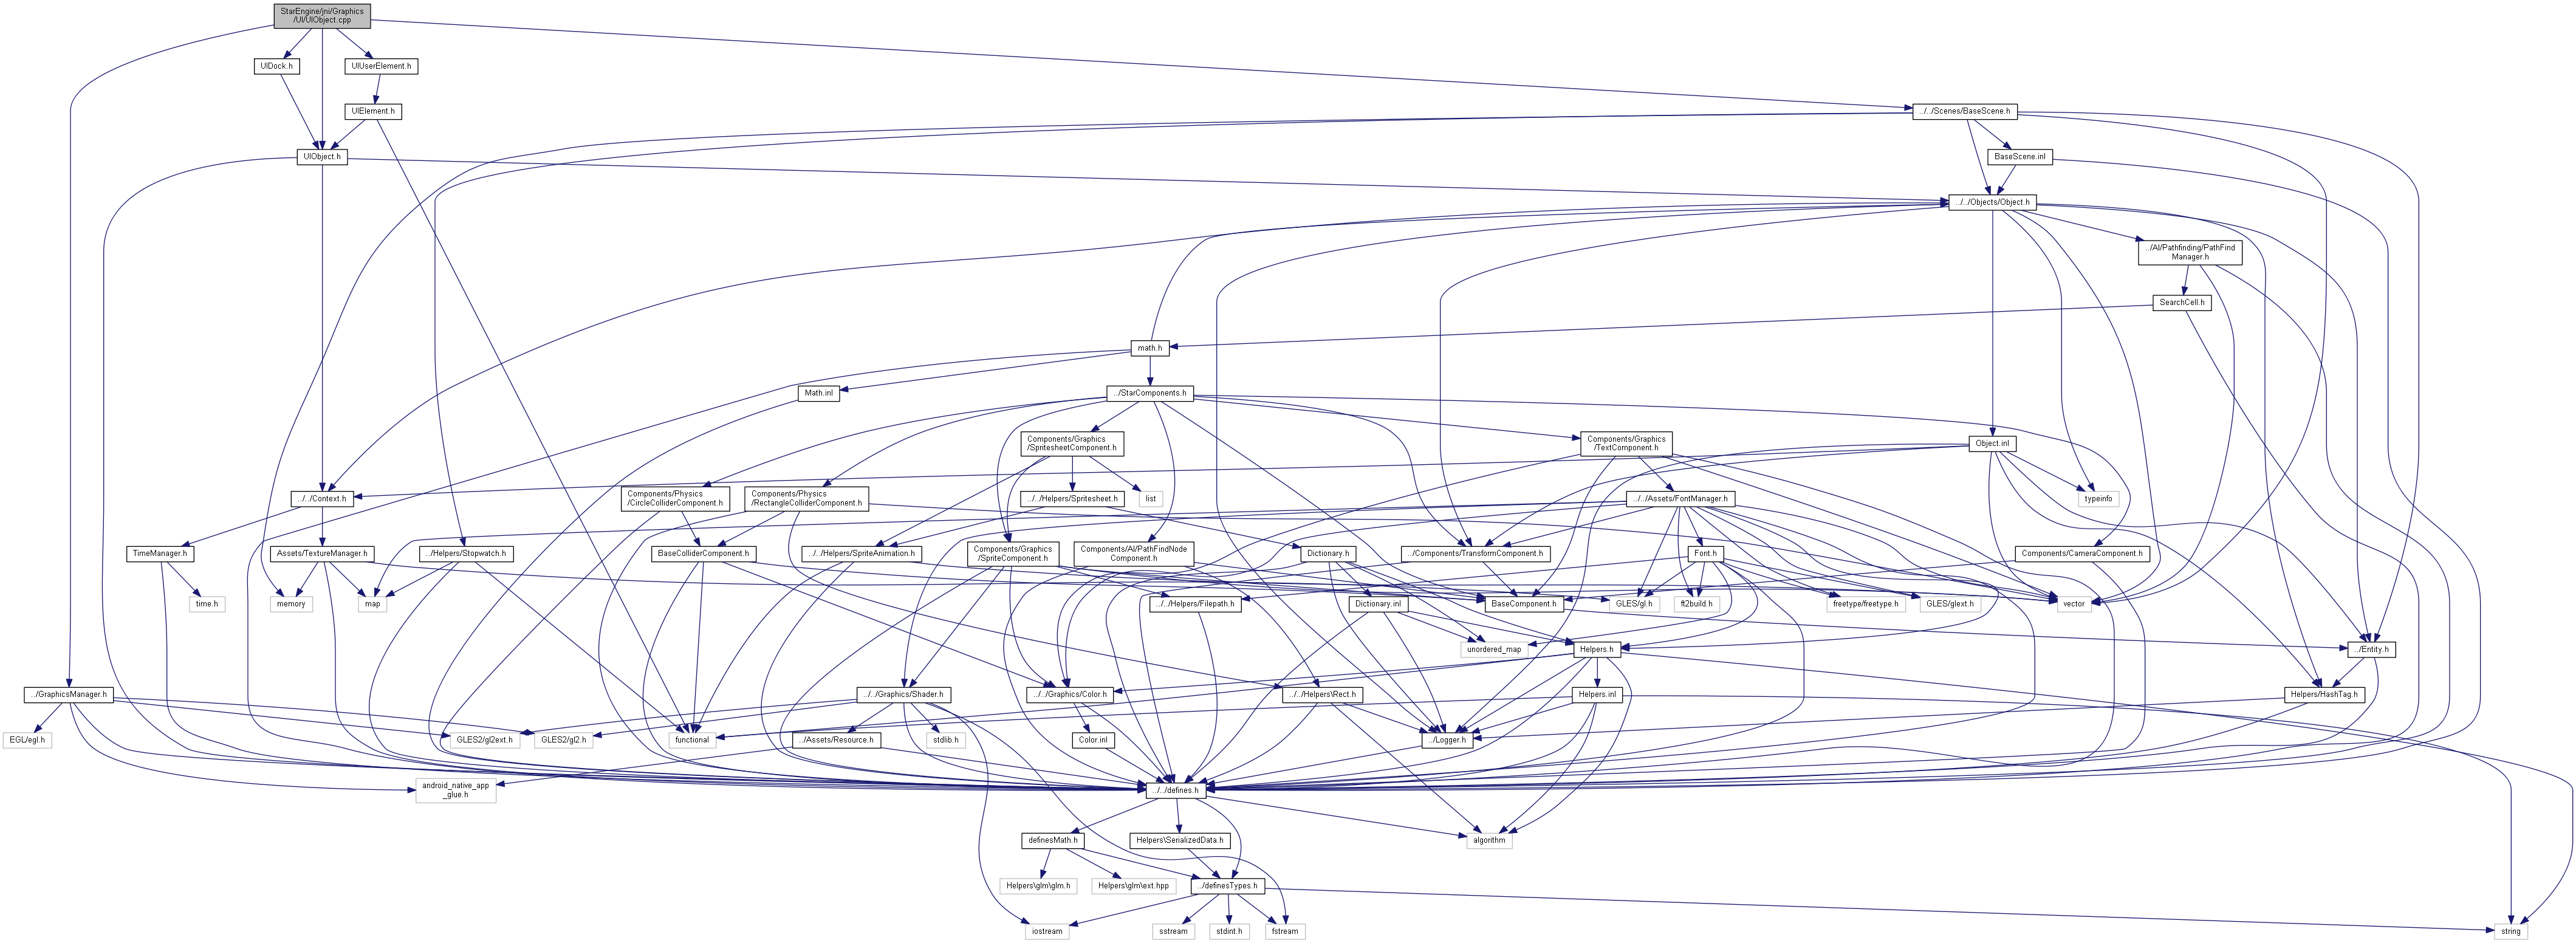 StarEngine/jni/Graphics
/UI/UIObject.cpp
UIDock.h
UIUserElement.h
UIElement.h
../../Scenes/BaseScene.h
UIObject.h
BaseScene.inl
../../Objects/Object.h
../AI/Pathfinding/PathFind
Manager.h
SearchCell.h
math.h
Math.inl
../StarComponents.h
Components/Graphics
/SpritesheetComponent.h
Components/Graphics
/TextComponent.h
Object.inl
../../Context.h
Components/Physics
/CircleColliderComponent.h
Components/Physics
/RectangleColliderComponent.h
../../Helpers/Spritesheet.h
list
../../Assets/FontManager.h
typeinfo
TimeManager.h
Assets/TextureManager.h
../Helpers/Stopwatch.h
BaseColliderComponent.h
../../Helpers/SpriteAnimation.h
Components/Graphics
/SpriteComponent.h
Components/AI/PathFindNode
Component.h
Dictionary.h
../Components/TransformComponent.h
Font.h
Components/CameraComponent.h
time.h
memory
map
../../Helpers/Filepath.h
Dictionary.inl
BaseComponent.h
GLES/gl.h
ft2build.h
freetype/freetype.h
GLES/glext.h
vector
unordered_map
Helpers.h
../Entity.h
../GraphicsManager.h
../../Graphics/Shader.h
../../Graphics/Color.h
../../Helpers\Rect.h
Helpers.inl
Helpers/HashTag.h
EGL/egl.h
GLES2/gl2ext.h
GLES2/gl2.h
functional
../Assets/Resource.h
stdlib.h
Color.inl
../Logger.h
android_native_app
_glue.h
../../defines.h
definesMath.h
Helpers\SerializedData.h
algorithm
Helpers\glm\glm.h
Helpers\glm\ext.hpp
../definesTypes.h
iostream
sstream
stdint.h
fstream
string